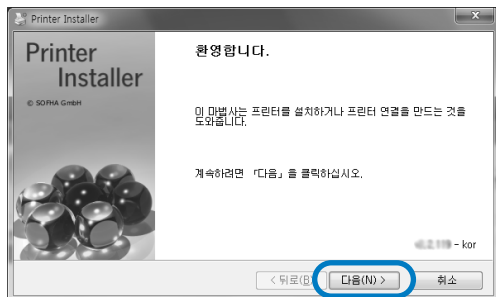 Printer Installer
Printer
Installer
© SOFHA GmbH
환영합니다.
이 마법사는 프린터를 설치하거나 프린터 연결을 만드는 것을
도와줍니다.
계속하려면 「다음」을 클릭하십시오.
- kor
< 뒤로(B)
다음(N) >
취소